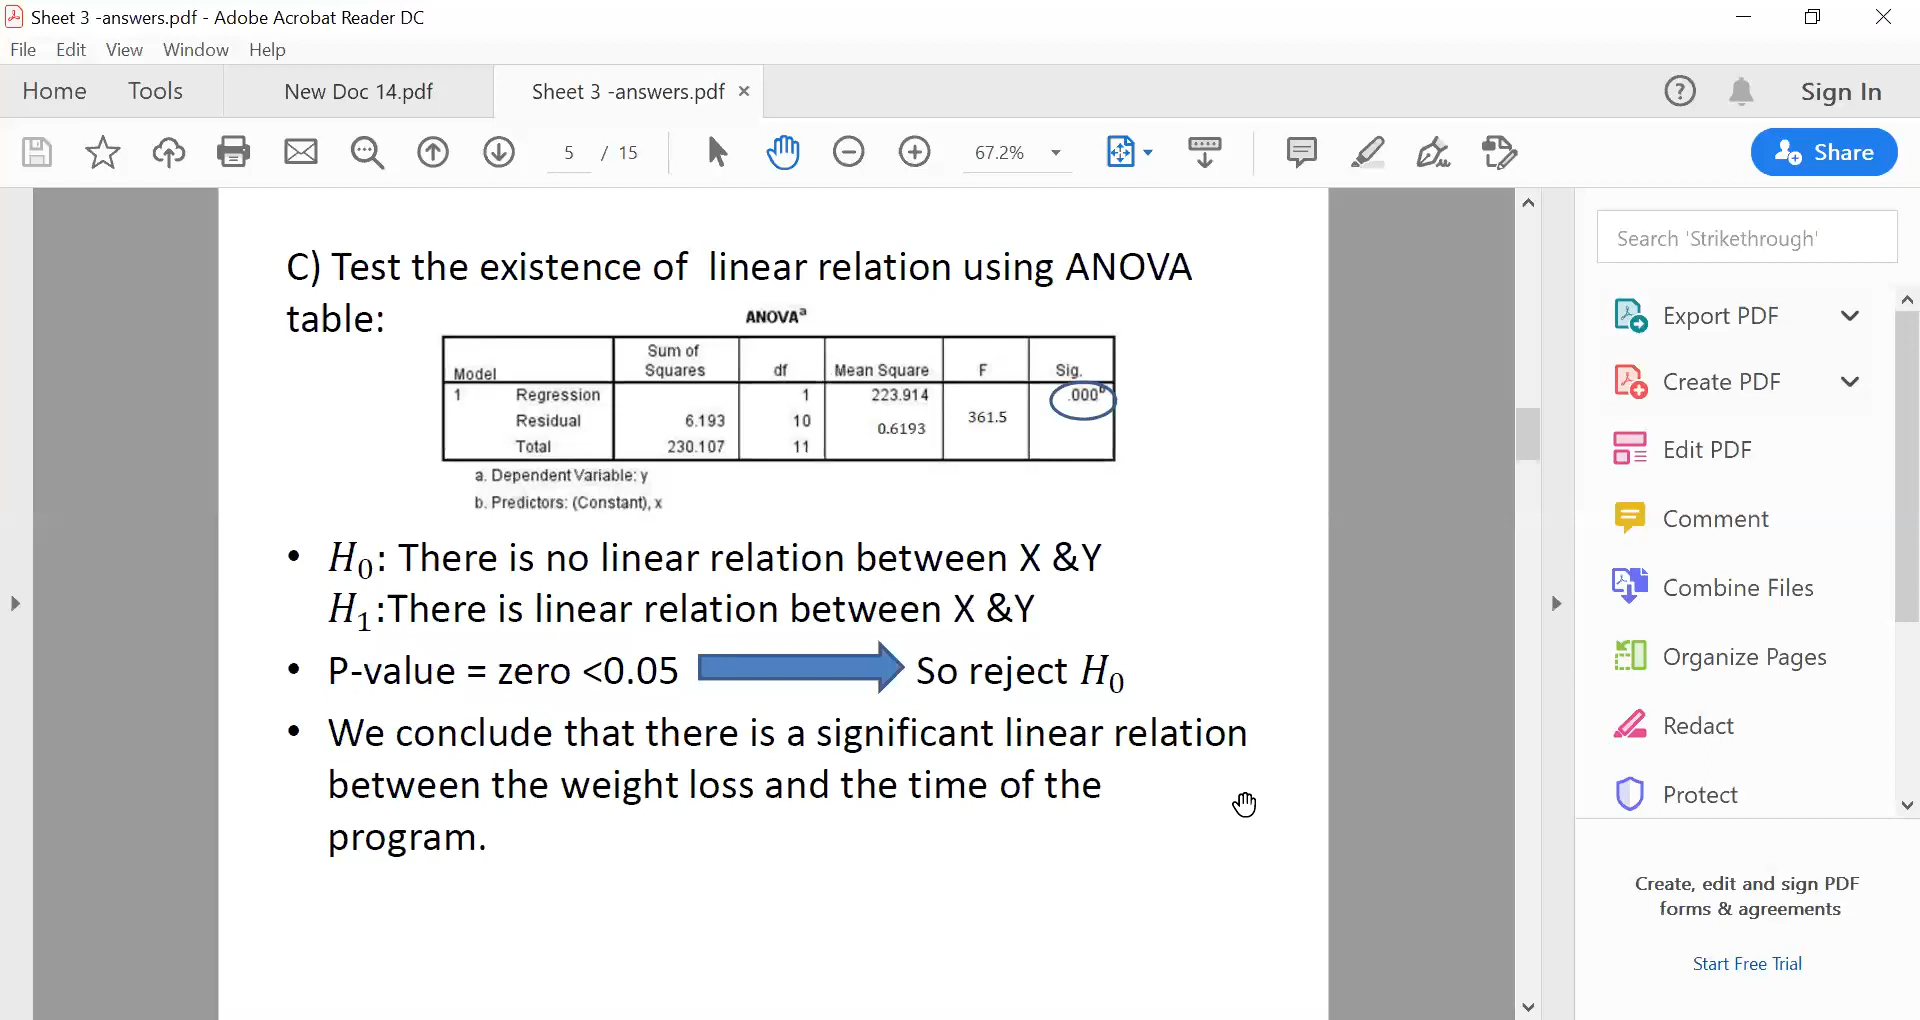 Sheet 3 -answers.pdf - Adobe Acrobat Reader DC
File Edit View Window Help
Home Tools New Doc 14.pdf Sheet 3 -answers.pdf × Sign In
5 / 15 67.2% Share
C) Test the existence of linear relation using ANOVA
table:
ANOVAᵃ
Model Sum of Squares df Mean Square F Sig.
1 Regression 1 223.914 361.5 .000ᵇ
Residual 6.193 10 0.6193
Total 230.107 11
a. Dependent Variable: y
b. Predictors: (Constant), x
• H₀: There is no linear relation between X &Y
H₁:There is linear relation between X &Y
• P-value = zero <0.05 So reject H₀
• We conclude that there is a significant linear relation
between the weight loss and the time of the
program.
Search 'Strikethrough'
Export PDF
Create PDF
Edit PDF
Comment
Combine Files
Organize Pages
Redact
Protect
Create, edit and sign PDF
forms & agreements
Start Free Trial